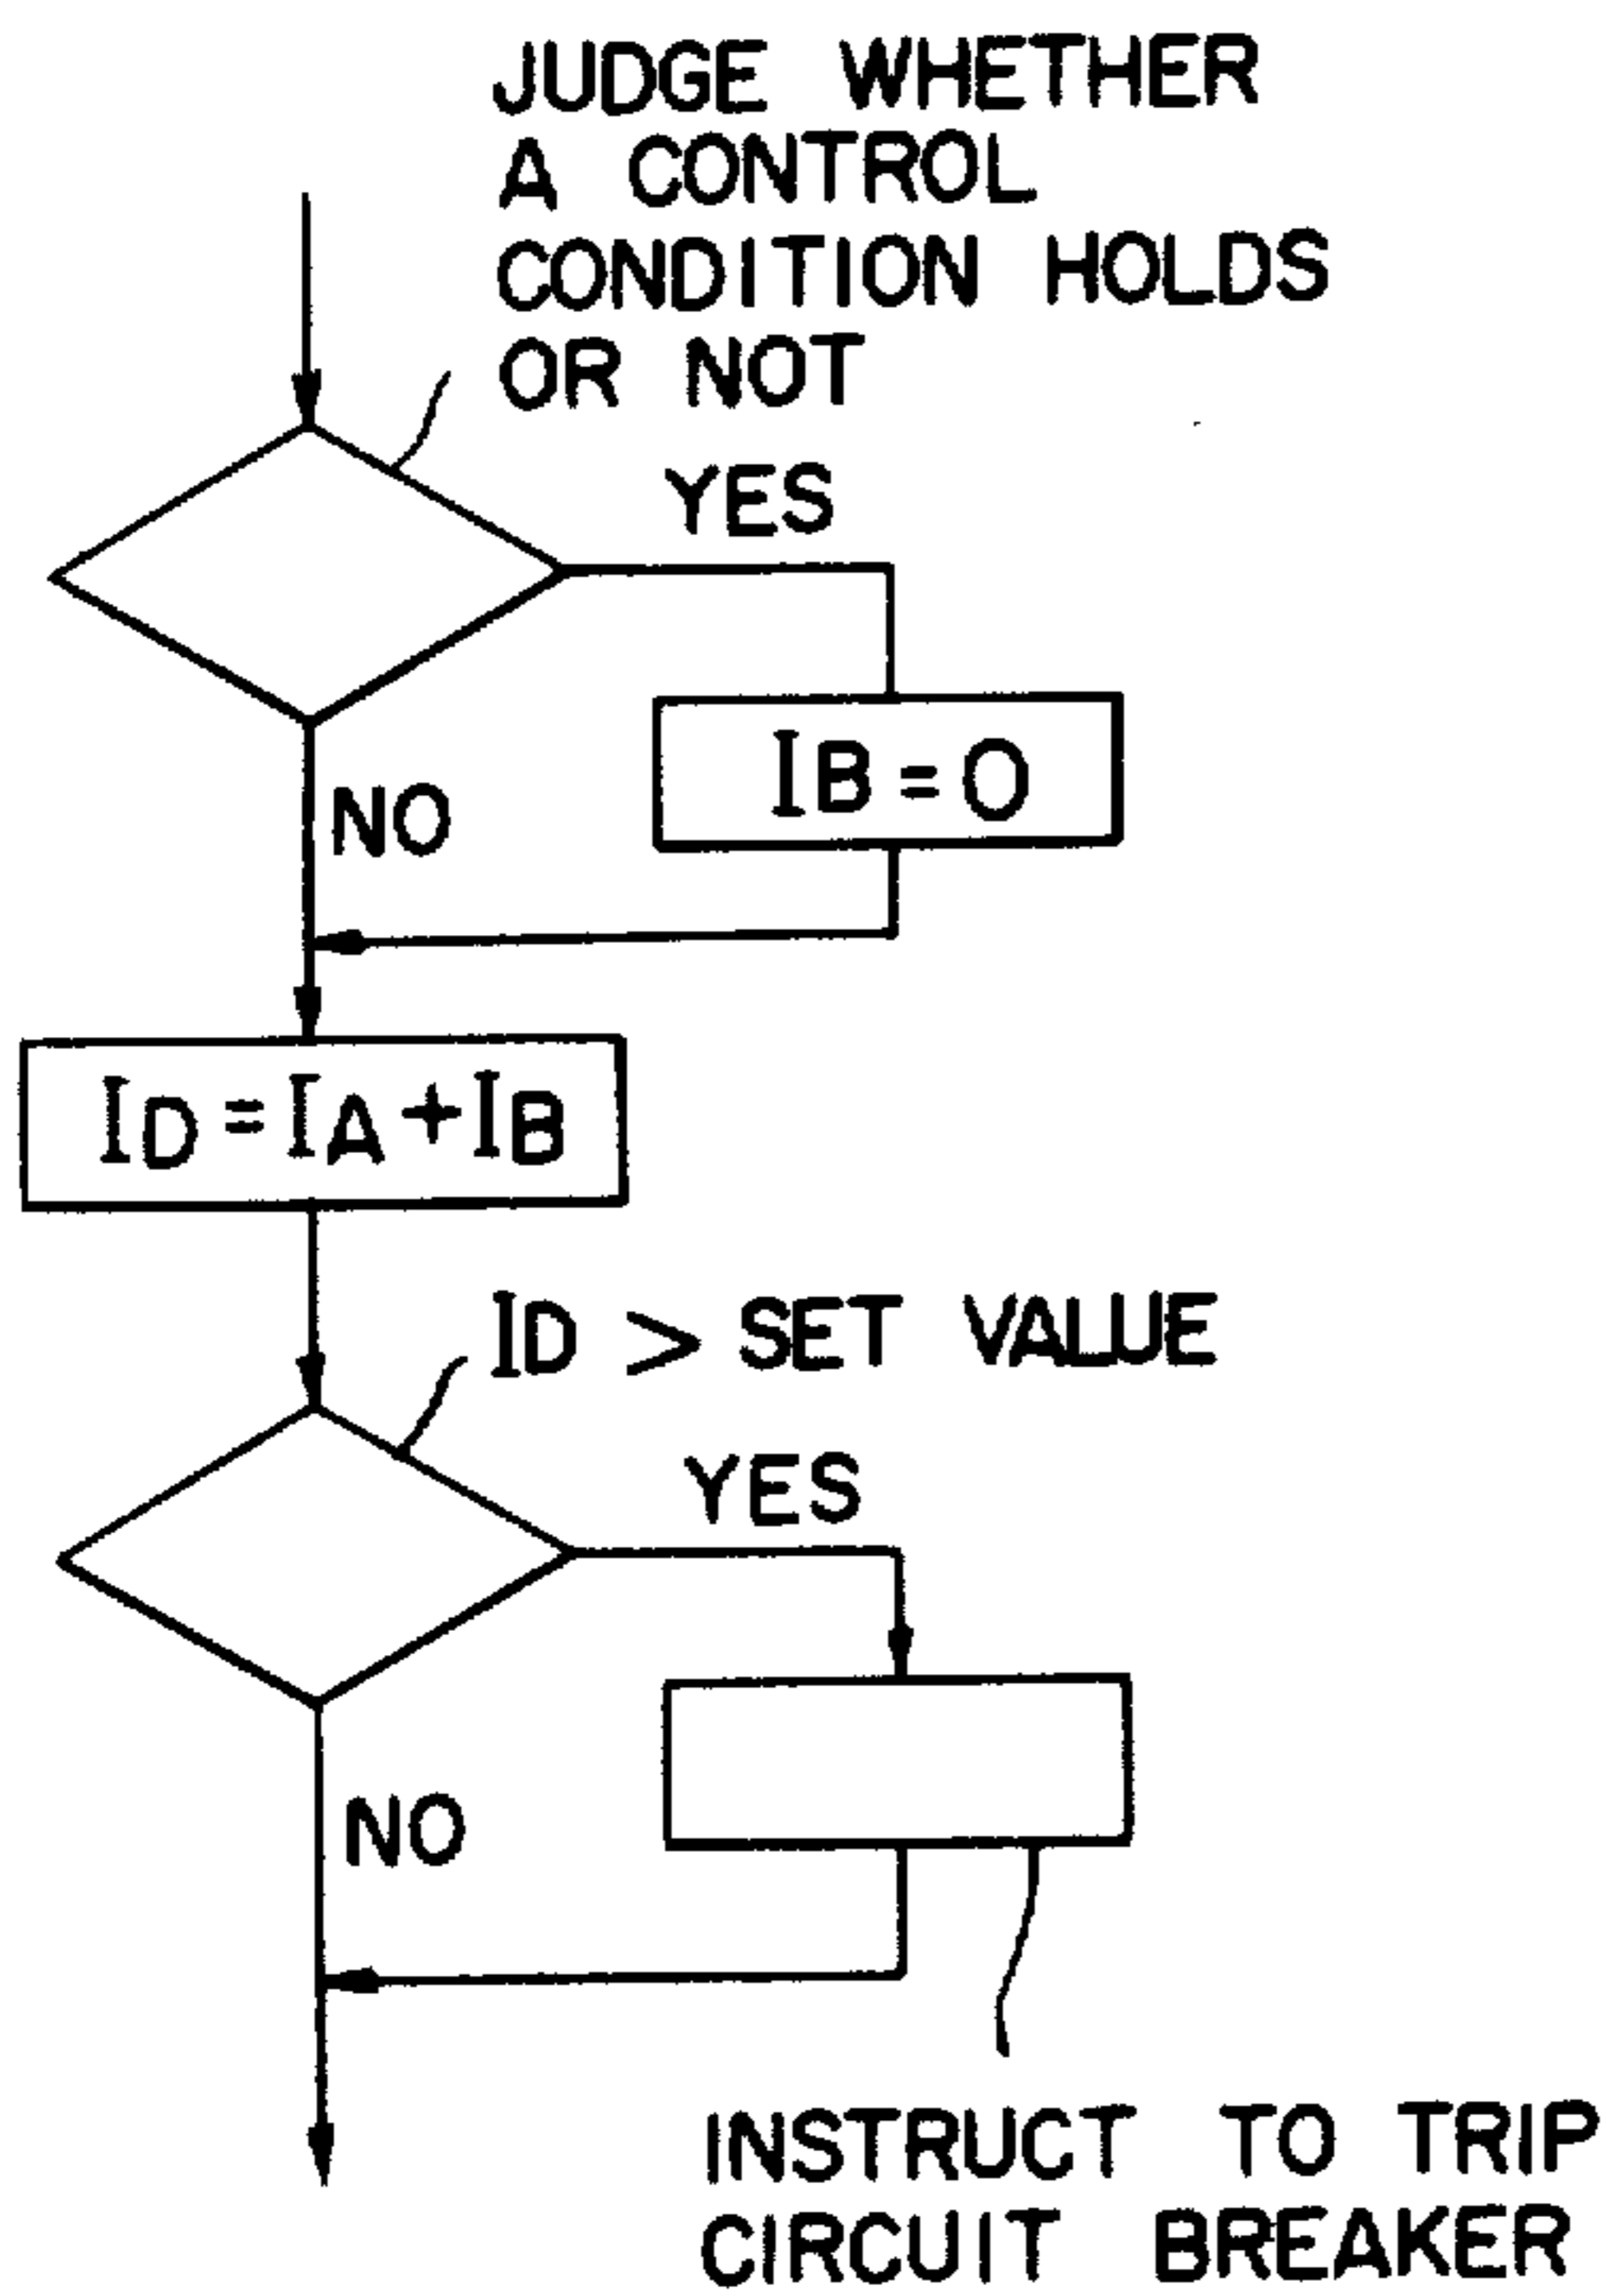 JUDGE WHETHER
A CONTROL
CONDITION HOLDS
OR NOT
YES
IB = 0
NO
ID = IA + IB
ID > SET VALUE
YES
NO
INSTRUCT TO TRIP
CIRCUIT BREAKER